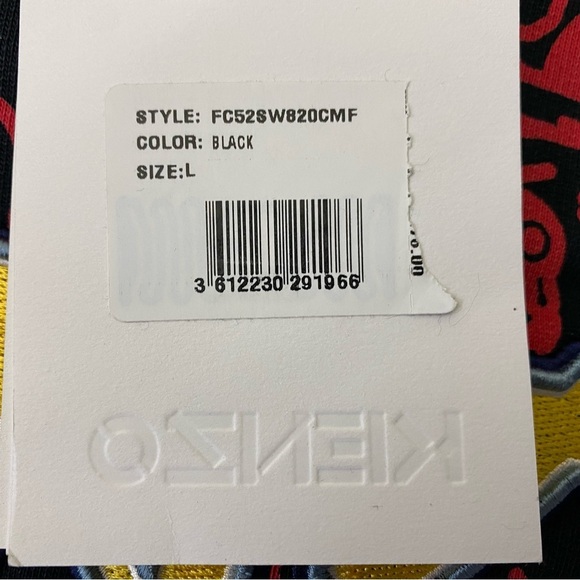 STYLE: FC52SW820CMF
COLOR: BLACK
SIZE:L
3 612230 291966
KENZO